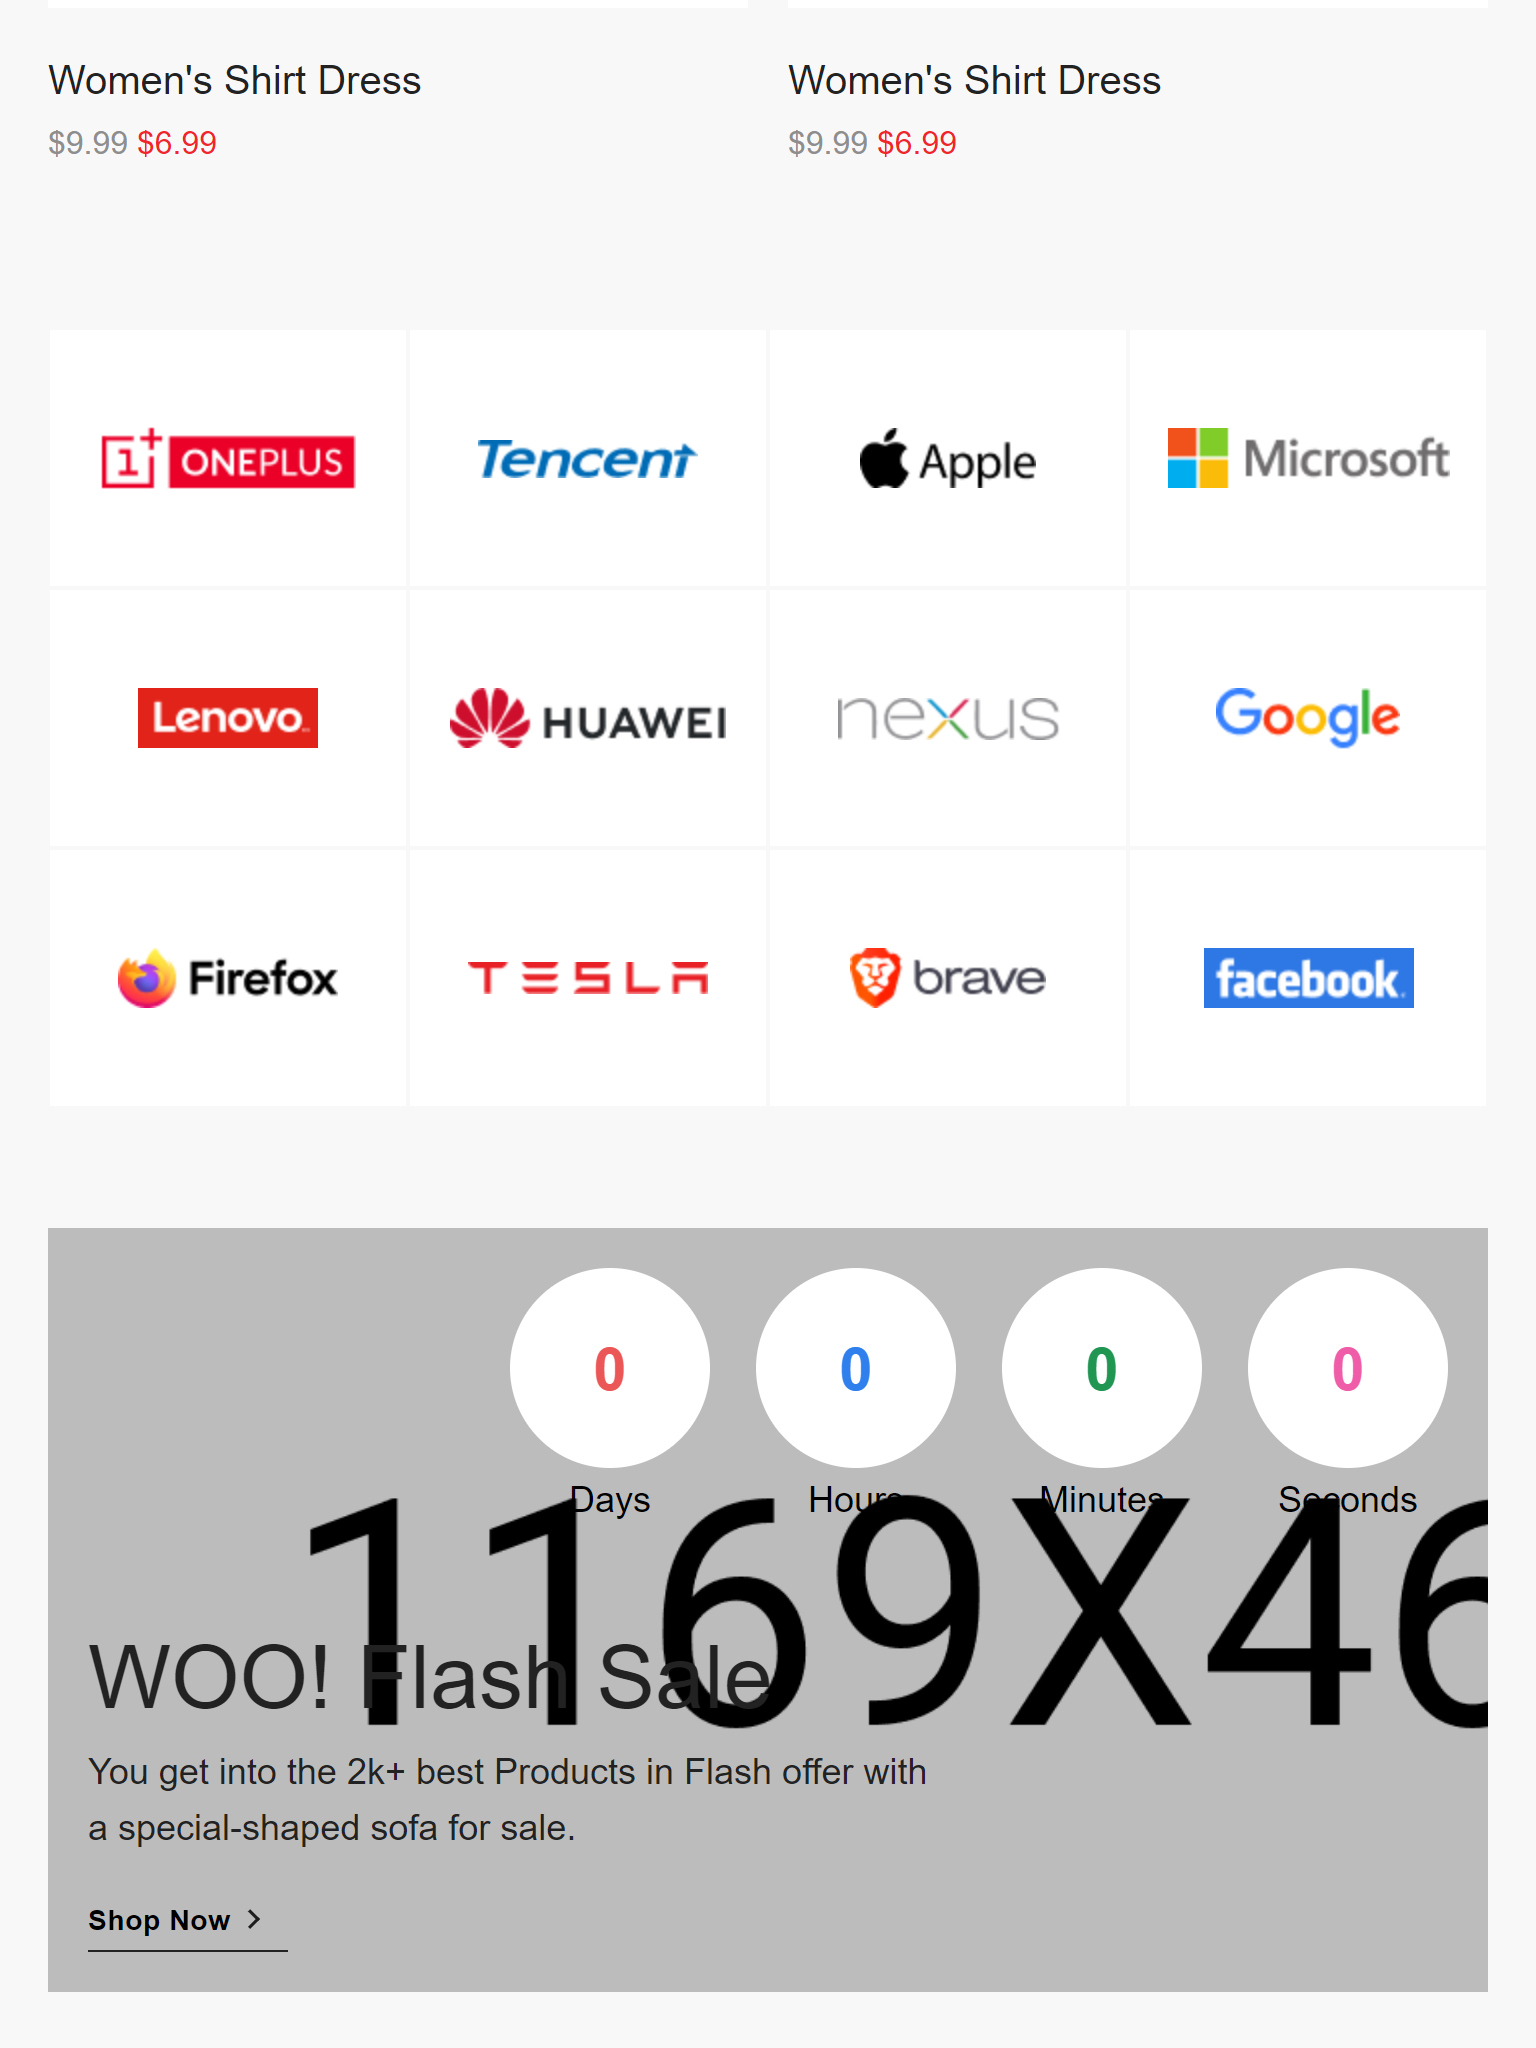 Women's Shirt Dress
$9.99 $6.99
Women's Shirt Dress
$9.99 $6.99
1+ ONEPLUS
Tencent
Apple
Microsoft
Lenovo
HUAWEI
nexus
Google
Firefox
TESLA
brave
facebook
0 0 0 0
Days Hours Minutes Seconds
1169X46
WOO! Flash Sale
You get into the 2k+ best Products in Flash offer with
a special-shaped sofa for sale.
Shop Now